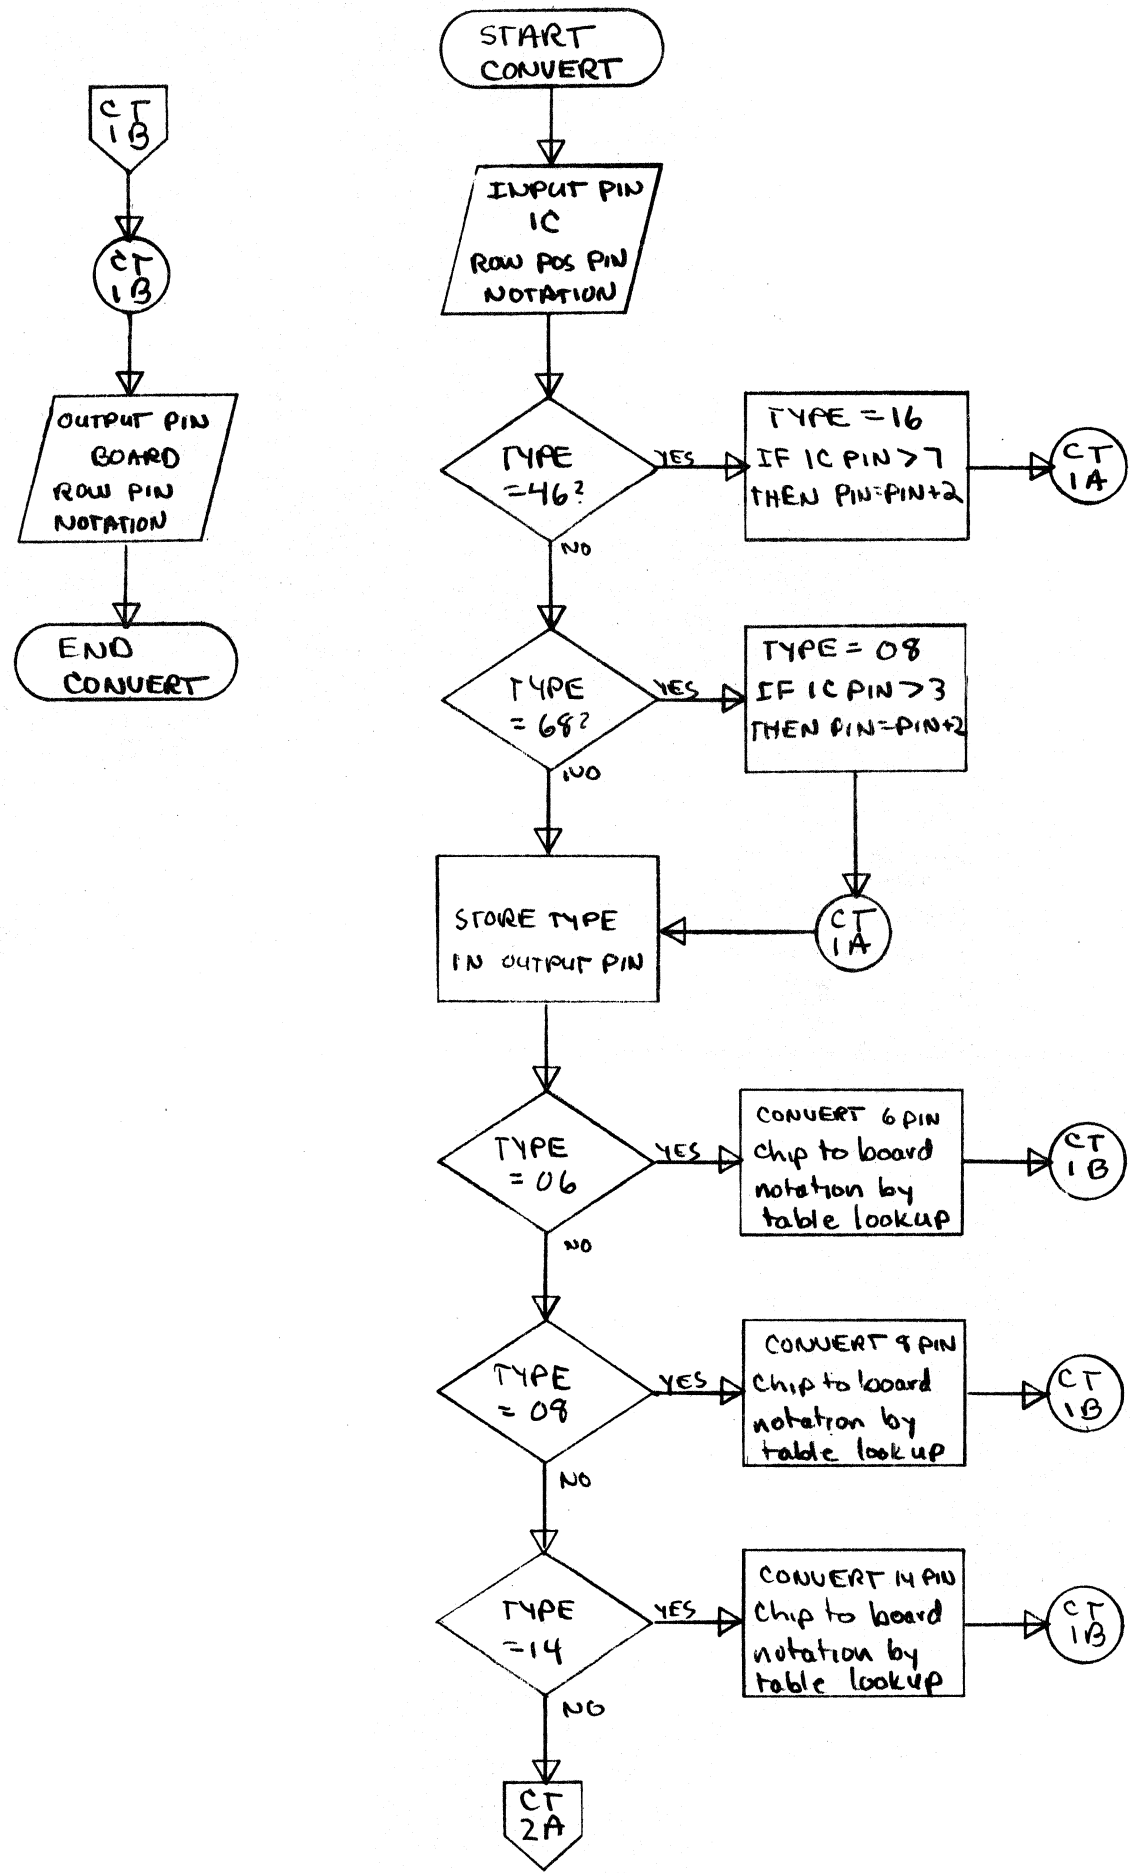 CT
1B
CT
1B
OUTPUT PIN
BOARD
ROW PIN
NOTATION
END
CONVERT
START
CONVERT
INPUT PIN
IC
ROW POS PIN
NOTATION
TYPE
=46?
YES
NO
TYPE = 16
IF IC PIN > 7
THEN PIN=PIN+2
CT
1A
TYPE
= 68?
YES
NO
TYPE = 08
IF IC PIN > 3
THEN PIN=PIN+2
CT
1A
STORE TYPE
IN OUTPUT PIN
TYPE
= 06
YES
NO
CONVERT 6 PIN
chip to board
notation by
table lookup
CT
1B
TYPE
= 08
YES
NO
CONVERT 8 PIN
chip to board
notation by
table lookup
CT
1B
TYPE
=14
YES
NO
CONVERT 14 PIN
chip to board
notation by
table lookup
CT
1B
CT
2A